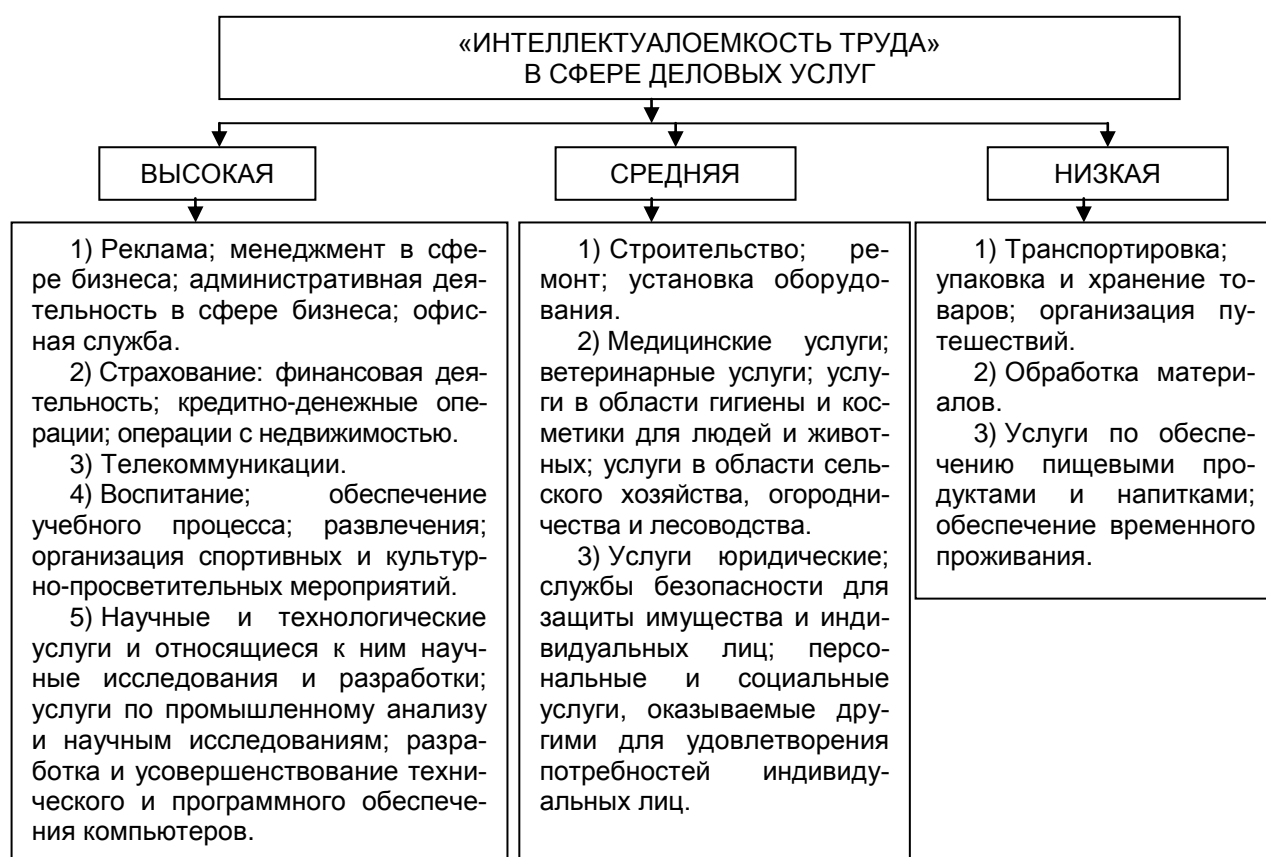 «ИНТЕЛЛЕКТУАЛОЕМКОСТЬ ТРУДА»
В СФЕРЕ ДЕЛОВЫХ УСЛУГ
ВЫСОКАЯ
СРЕДНЯЯ
НИЗКАЯ
1) Реклама; менеджмент в сфе-
ре бизнеса; административная дея-
тельность в сфере бизнеса; офис-
ная служба.
2) Страхование: финансовая дея-
тельность; кредитно-денежные опе-
рации; операции с недвижимостью.
3) Телекоммуникации.
4) Воспитание; обеспечение
учебного процесса; развлечения;
организация спортивных и культур-
но-просветительных мероприятий.
5) Научные и технологические
услуги и относящиеся к ним науч-
ные исследования и разработки;
услуги по промышленному анализу
и научным исследованиям; разра-
ботка и усовершенствование техни-
ческого и программного обеспече-
ния компьютеров.
1) Строительство; ре-
монт; установка оборудо-
вания.
2) Медицинские услуги;
ветеринарные услуги; услу-
ги в области гигиены и кос-
метики для людей и живот-
ных; услуги в области сель-
ского хозяйства, огородни-
чества и лесоводства.
3) Услуги юридические;
службы безопасности для
защиты имущества и инди-
видуальных лиц; персо-
нальные и социальные
услуги, оказываемые дру-
гими для удовлетворения
потребностей индивиду-
альных лиц.
1) Транспортировка;
упаковка и хранение то-
варов; организация пу-
тешествий.
2) Обработка матери-
алов.
3) Услуги по обеспе-
чению пищевыми про-
дуктами и напитками;
обеспечение временного
проживания.